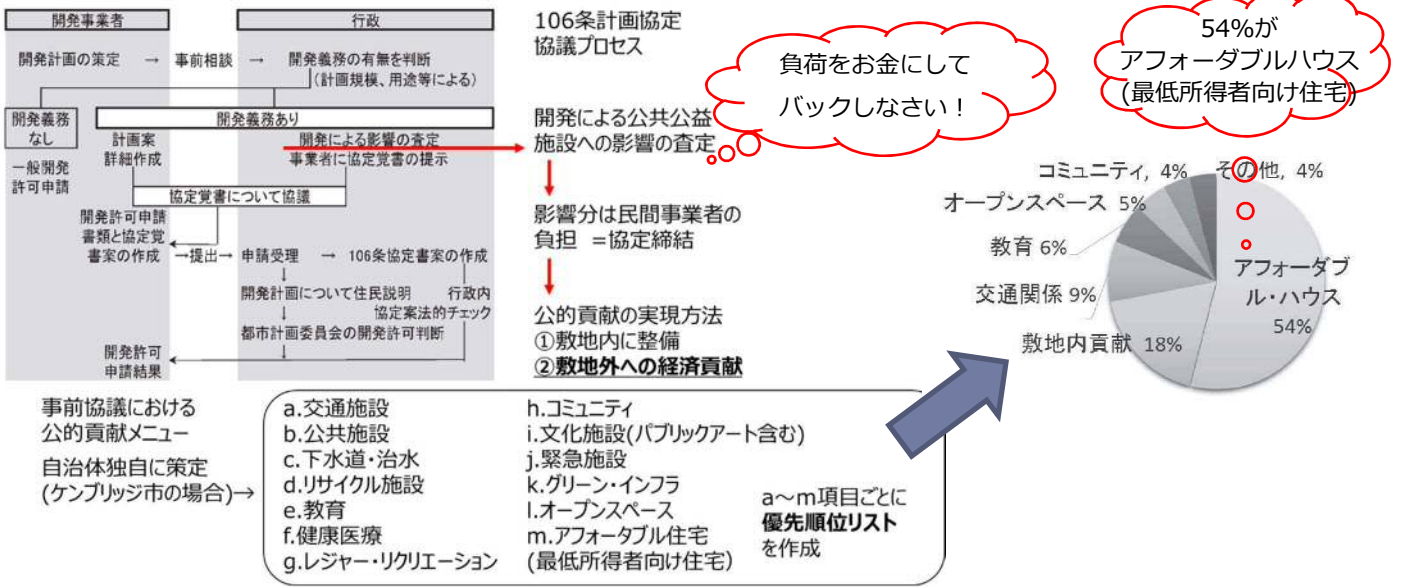 開発事業者
行政
開発計画の策定 → 事前相談 → 開発義務の有無を判断
(計画規模、用途等による)
開発義務
なし
開発義務あり
一般開発
許可申請
計画案
詳細作成
開発による影響の査定
事業者に協定覚書の提示
協定覚書について協議
開発許可申請
書類と協定覚
書案の作成
→提出→ 申請受理 → 106条協定書案の作成
開発計画について住民説明
行政内
協定案法的チェック
都市計画委員会の開発許可判断
開発許可
申請結果
106条計画協定
協議プロセス
開発による公共公益
施設への影響の査定
影響分は民間事業者の
負担 =協定締結
公的貢献の実現方法
①敷地内に整備
②敷地外への経済貢献
負荷をお金にして
バックしなさい！
54%が
アフォーダブルハウス
(最低所得者向け住宅)
コミュニティ, 4%
その他, 4%
オープンスペース 5%
教育 6%
交通関係 9%
敷地内貢献 18%
アフォーダブ
ル・ハウス
54%
事前協議における
公的貢献メニュー
自治体独自に策定
(ケンブリッジ市の場合)→
a.交通施設
b.公共施設
c.下水道・治水
d.リサイクル施設
e.教育
f.健康医療
g.レジャー・リクリエーション
h.コミュニティ
i.文化施設(パブリックアート含む)
j.緊急施設
k.グリーン・インフラ
l.オープンスペース
m.アフォータブル住宅
(最低所得者向け住宅)
a～m項目ごとに
優先順位リスト
を作成